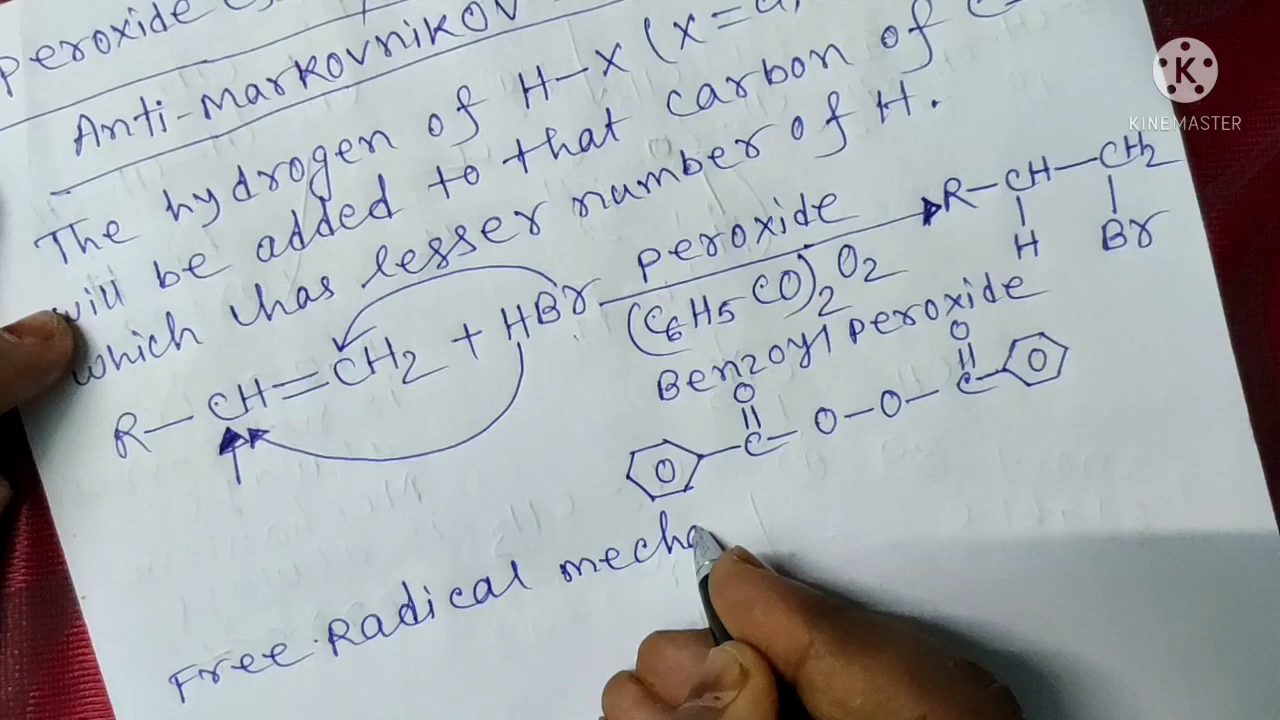 peroxide
Anti-Markovnikov
The hydrogen of H-X (X=
will be added to that carbon of
which has lesser number of H.
R-CH=CH2 + HBr peroxide R-CH-CH2
H Br
(C6H5CO)2O2
Benzoyl peroxide
O O
C-O-O-C
Free Radical mecha
KINEMASTER